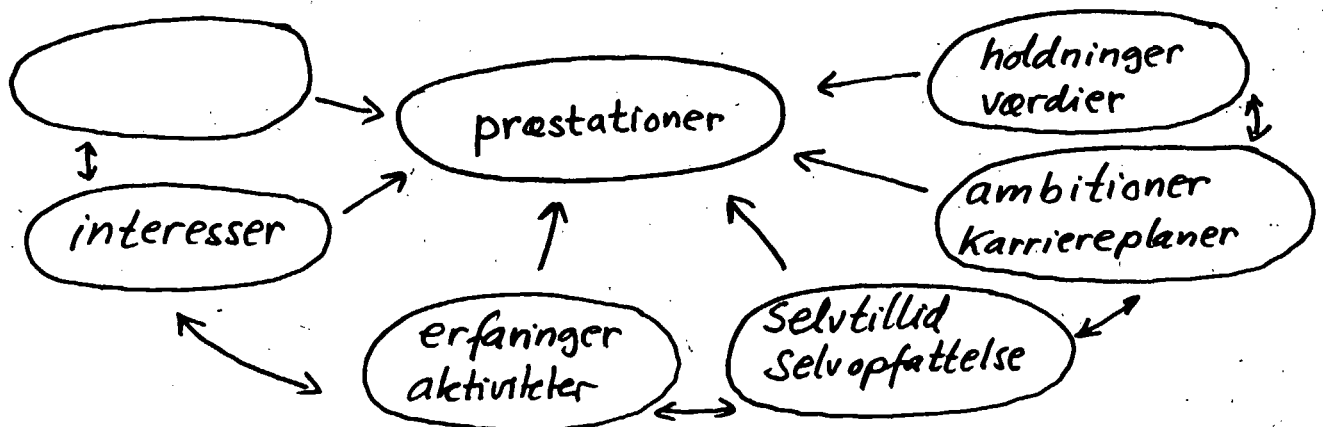 præstationer
holdninger
værdier
interesser
ambitioner
Karriereplaner
erfaringer
aktiviteter
Selvtillid
Selvopfattelse